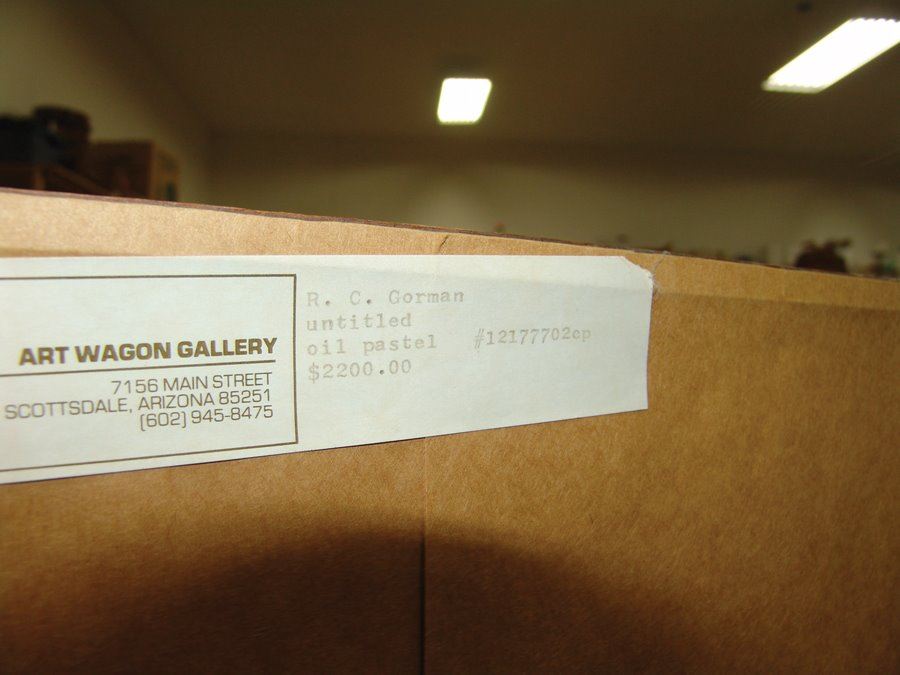 ART WAGON GALLERY
7156 MAIN STREET
SCOTTSDALE, ARIZONA 85251
(602) 945-8475
R. C. Gorman
untitled
oil pastel #12177702cp
$2200.00